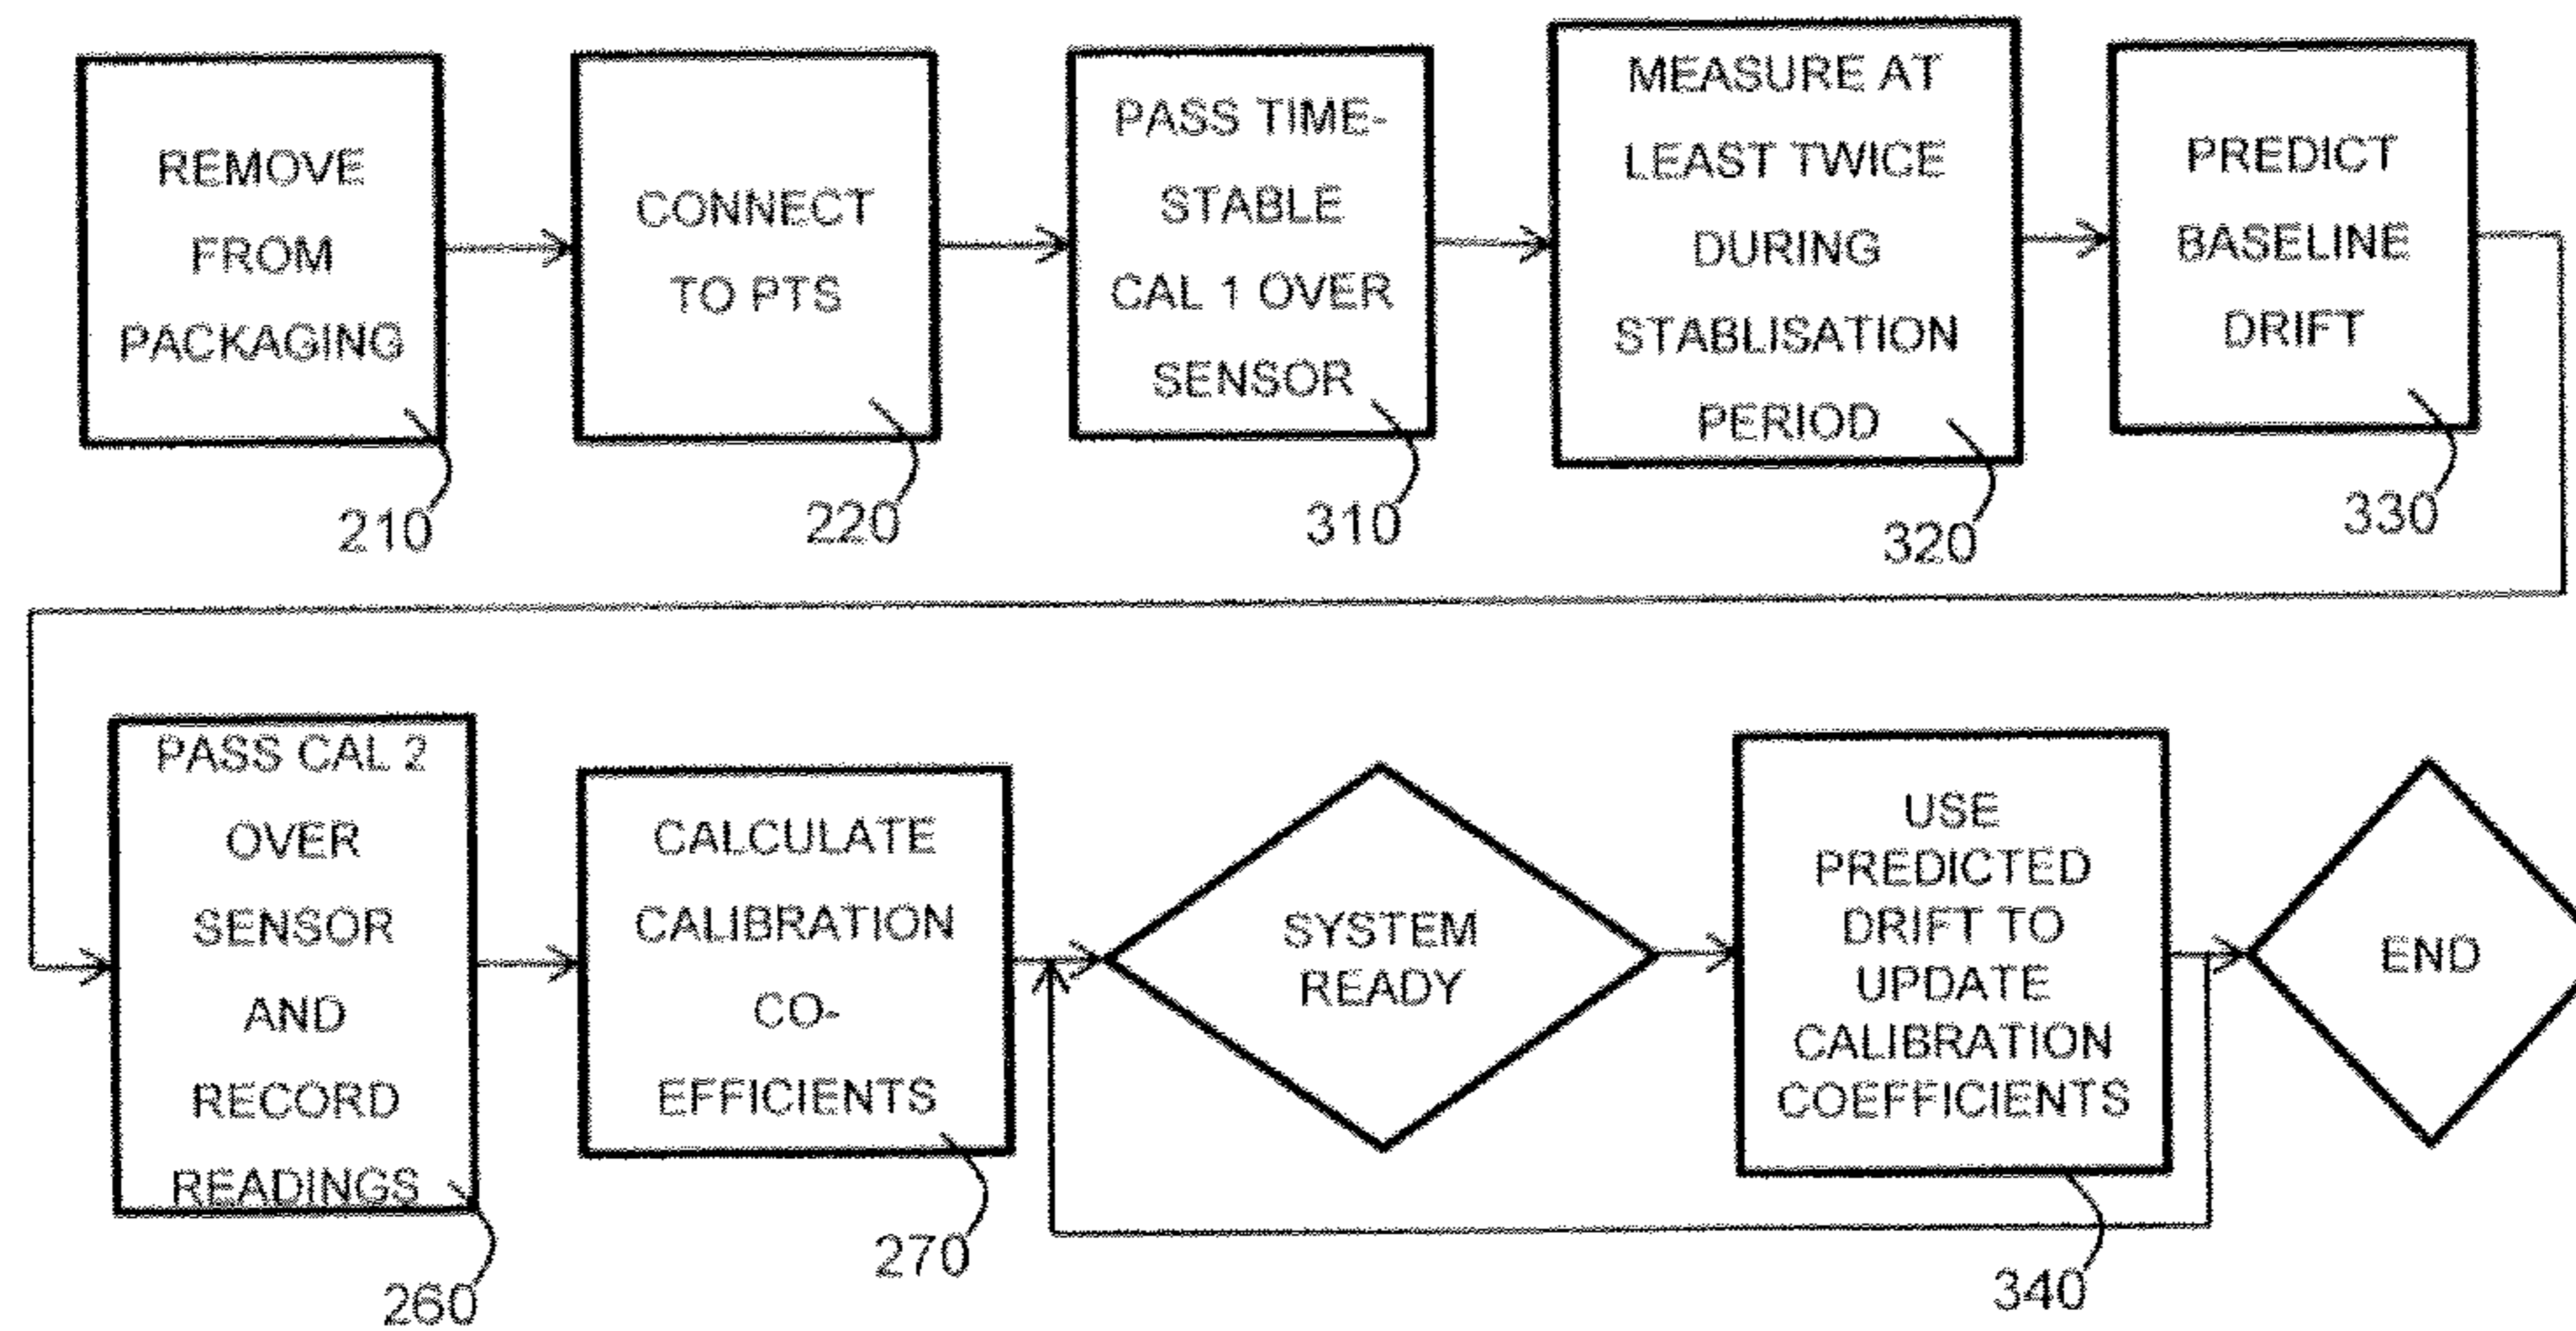 REMOVE
FROM
PACKAGING
210
CONNECT
TO PTS
220
PASS TIME-
STABLE
CAL 1 OVER
SENSOR
310
MEASURE AT
LEAST TWICE
DURING
STABLISATION
PERIOD
320
PREDICT
BASELINE
DRIFT
330
PASS CAL 2
OVER
SENSOR
AND
RECORD
READINGS
260
CALCULATE
CALIBRATION
CO-
EFFICIENTS
270
SYSTEM
READY
USE
PREDICTED
DRIFT TO
UPDATE
CALIBRATION
COEFFICIENTS
340
END